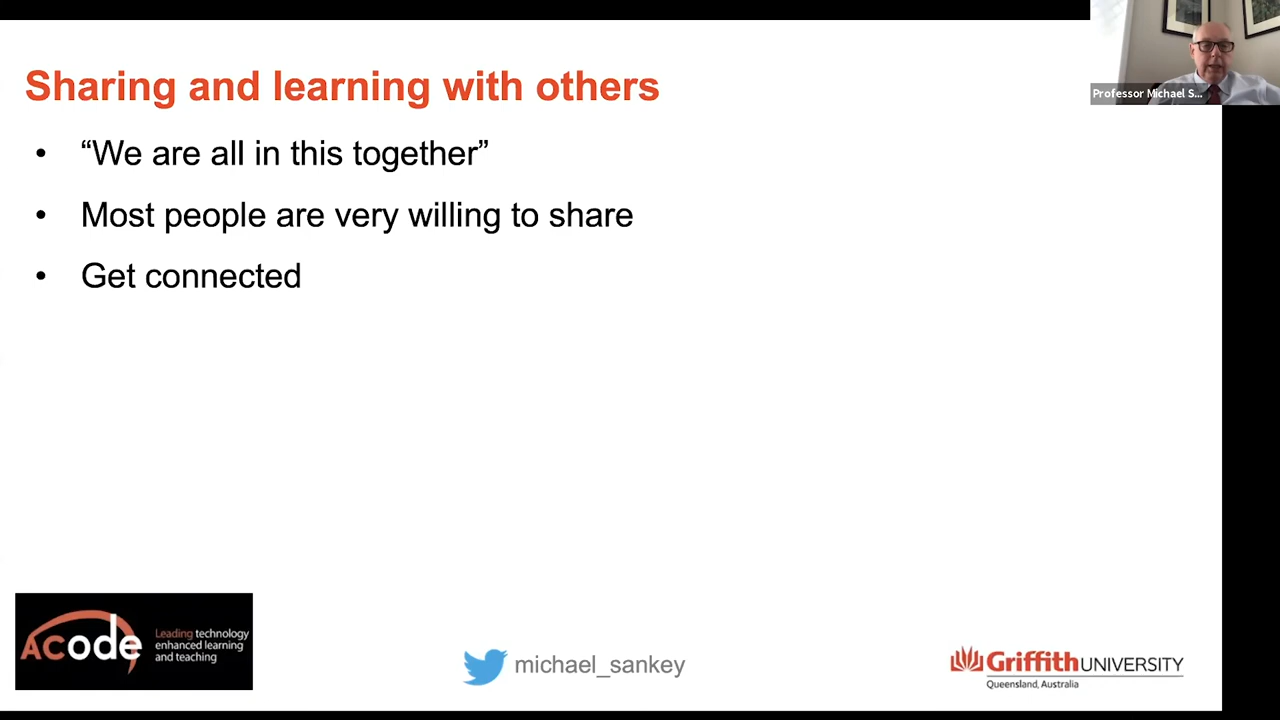 Sharing and learning with others
Professor Michael S...
• “We are all in this together”
• Most people are very willing to share
• Get connected
ACode
Leading technology
enhanced learning
and teaching
michael_sankey
Griffith UNIVERSITY
Queensland, Australia